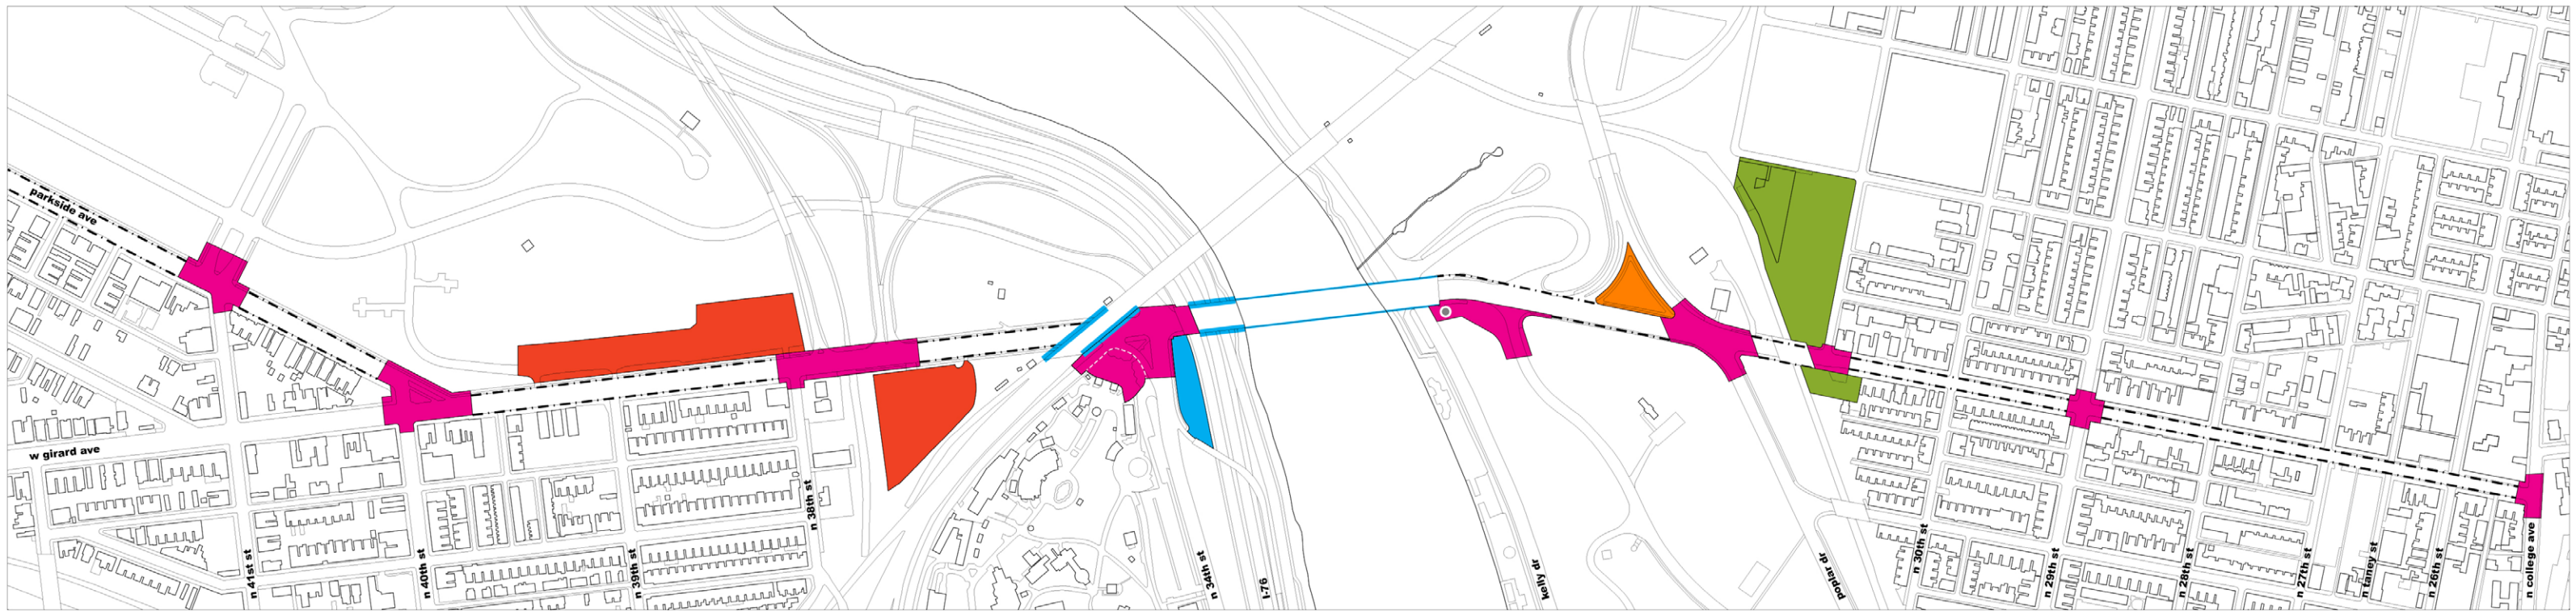 parkside ave
w girard ave
n 41st st
n 40th st
n 39th st
n 38th st
n 34th st
I-76
kelly dr
poplar dr
n 30th st
n 29th st
n 28th st
n 27th st
n taney st
n 26th st
n college ave